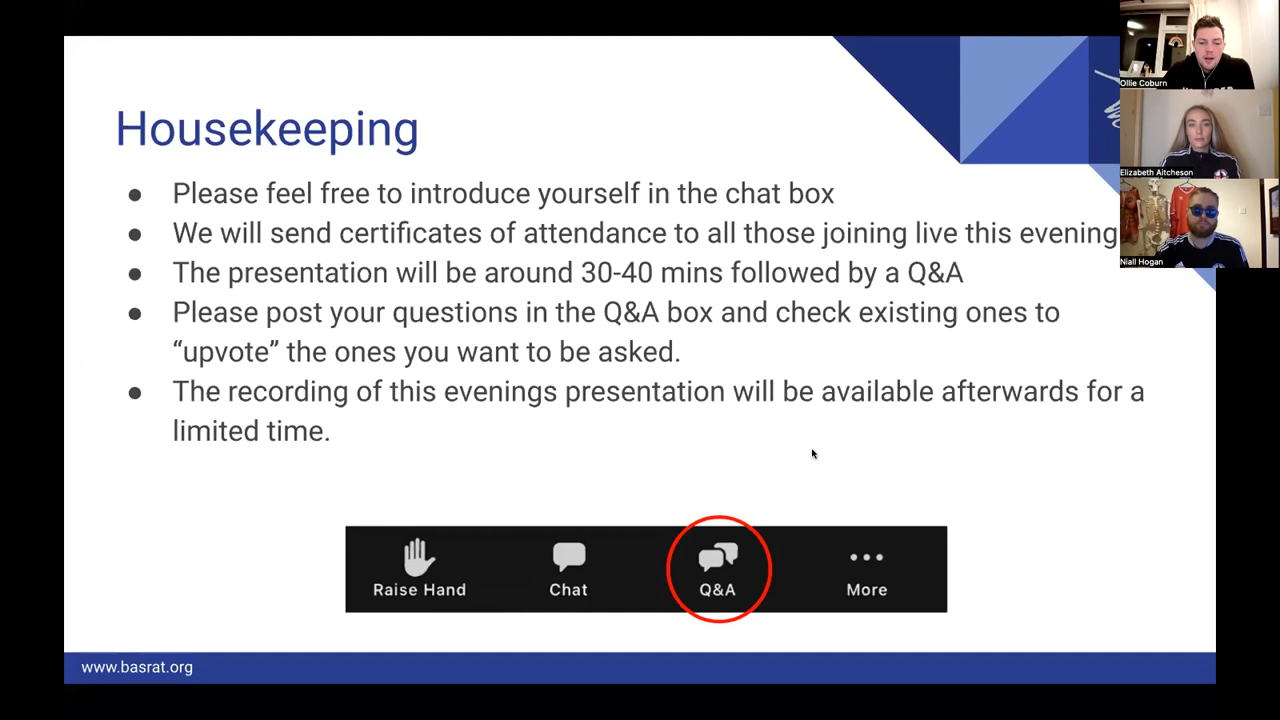 Housekeeping
● Please feel free to introduce yourself in the chat box
● We will send certificates of attendance to all those joining live this evening
● The presentation will be around 30-40 mins followed by a Q&A
● Please post your questions in the Q&A box and check existing ones to
“upvote” the ones you want to be asked.
● The recording of this evenings presentation will be available afterwards for a
limited time.
Raise Hand
Chat
Q&A
More
www.basrat.org
Ollie Coburn
Elizabeth Aitcheson
Niall Hogan